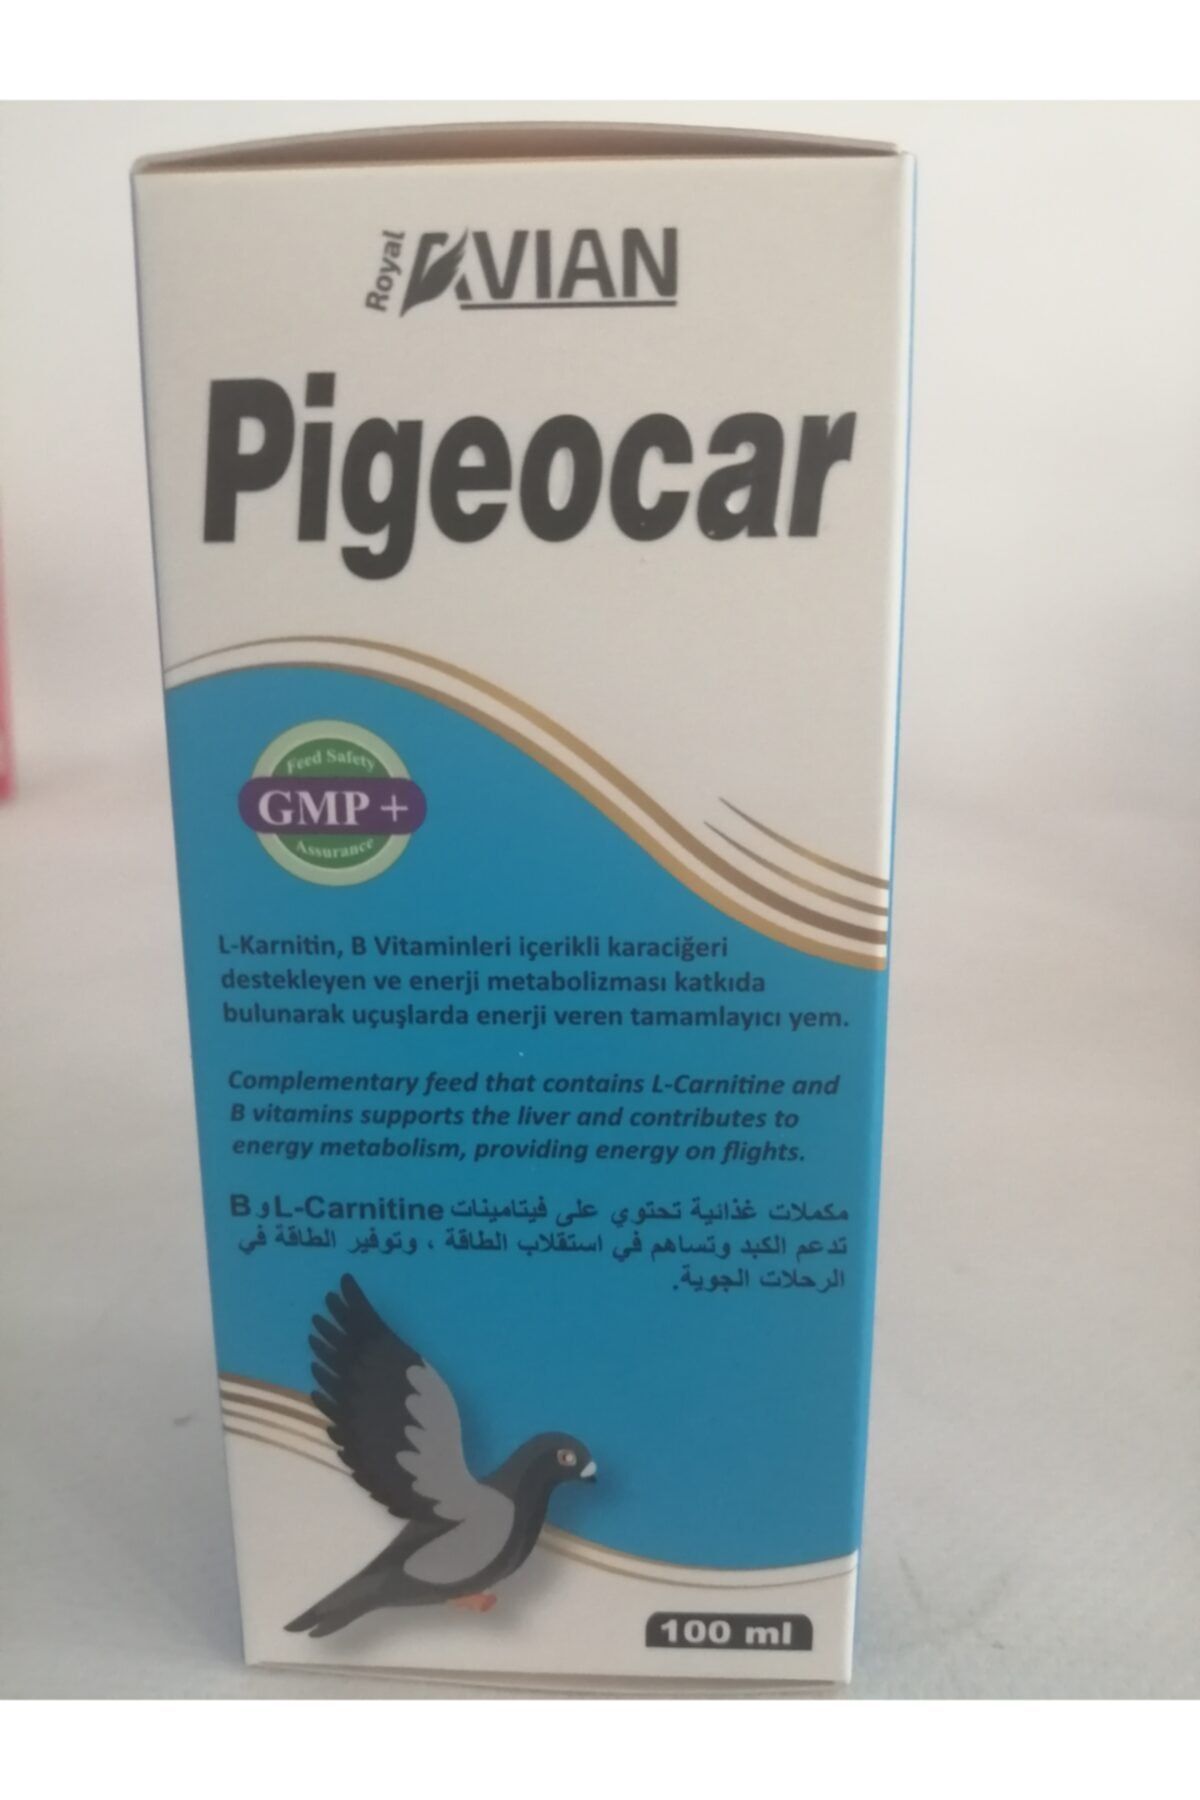 Royal AVIAN
Pigeocar
Feed Safety
GMP +
Assurance
L-Karnitin, B Vitaminleri içerikli karaciğeri
destekleyen ve enerji metabolizması katkıda
bulunarak uçuşlarda enerji veren tamamlayıcı yem.
Complementary feed that contains L-Carnitine and
B vitamins supports the liver and contributes to
energy metabolism, providing energy on flights.
مكملات غذائية تحتوي على فيتامينات L-Carnitine و B
تدعم الكبد وتساهم في استقلاب الطاقة ، وتوفير الطاقة في
الرحلات الجوية.
100 ml